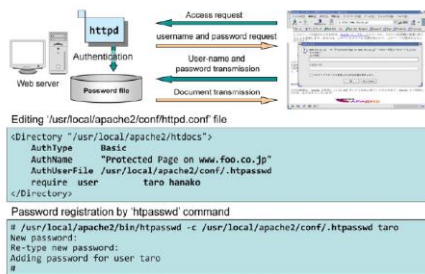 Access request
httpd
username and password request
Authentication
User-name and
password transmission
Web server
Password file
Document transmission
Editing '/usr/local/apache2/conf/httpd.conf' file
<Directory "/usr/local/apache2/htdocs">
AuthType Basic
AuthName "Protected Page on www.foo.co.jp"
AuthUserFile /usr/local/apache2/conf/.htpasswd
require user taro hanako
</Directory>
Password registration by 'htpasswd' command
# /usr/local/apache2/bin/htpasswd -c /usr/local/apache2/conf/.htpasswd taro
New password:
Re-type new password:
Adding password for user taro
#